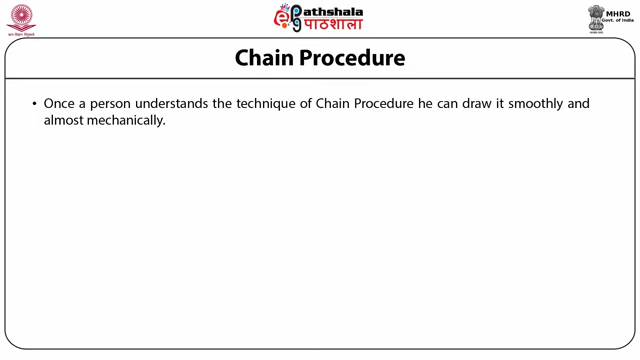 ePathshala
पाठशाला
MHRD
Govt. of India
Chain Procedure
• Once a person understands the technique of Chain Procedure he can draw it smoothly and
almost mechanically.